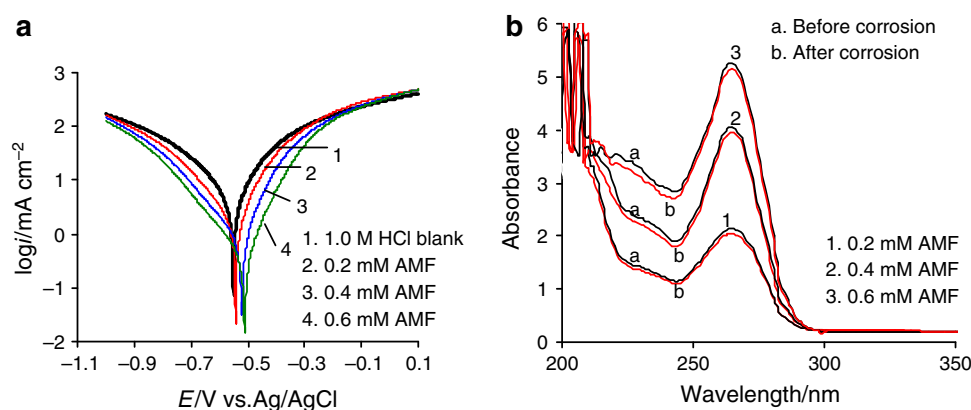 a
3
2
1
0
−1
−2
logi/mA cm⁻²
−1.1
−0.9
−0.7
−0.5
−0.3
−0.1
0.1
E/V vs.Ag/AgCl
1
2
3
4
1. 1.0 M HCl blank
2. 0.2 mM AMF
3. 0.4 mM AMF
4. 0.6 mM AMF
b
a. Before corrosion
b. After corrosion
6
5
4
3
2
1
0
Absorbance
200
250
300
350
Wavelength/nm
3
a
b
2
a
b
1
a
b
1. 0.2 mM AMF
2. 0.4 mM AMF
3. 0.6 mM AMF